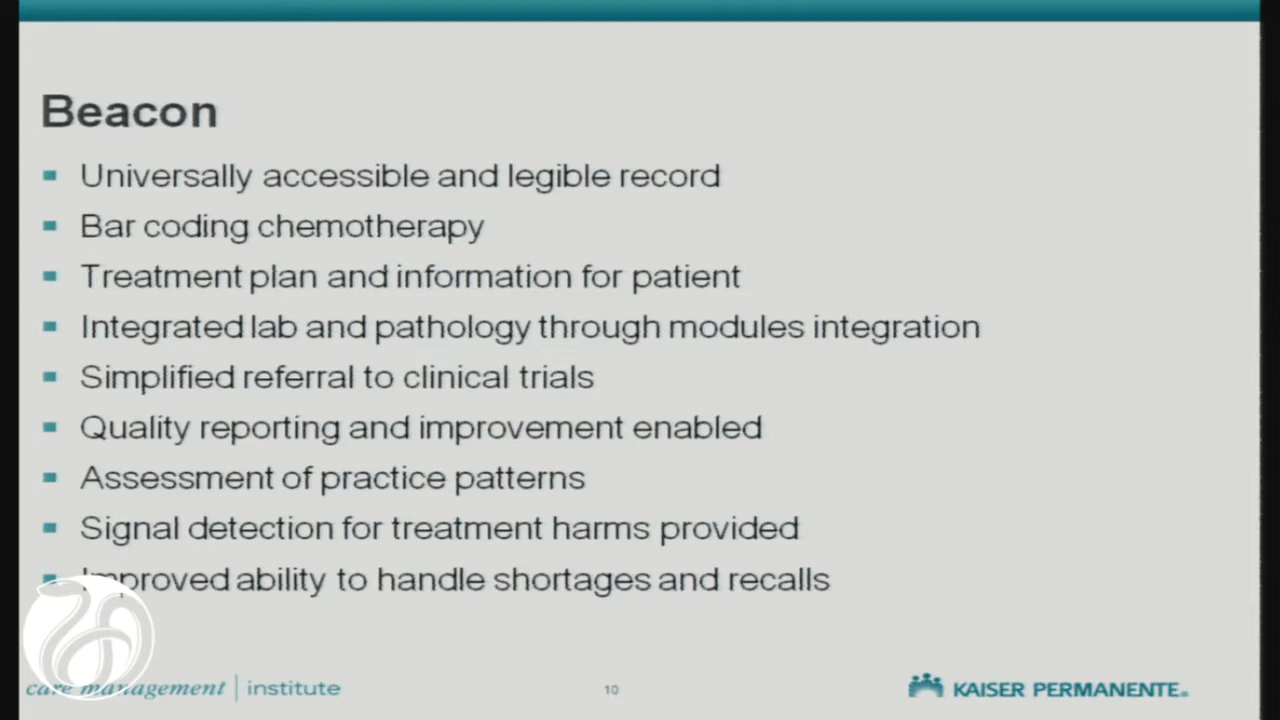 Beacon
Universally accessible and legible record
Bar coding chemotherapy
Treatment plan and information for patient
Integrated lab and pathology through modules integration
Simplified referral to clinical trials
Quality reporting and improvement enabled
Assessment of practice patterns
Signal detection for treatment harms provided
Improved ability to handle shortages and recalls
care management | institute
10
KAISER PERMANENTE®